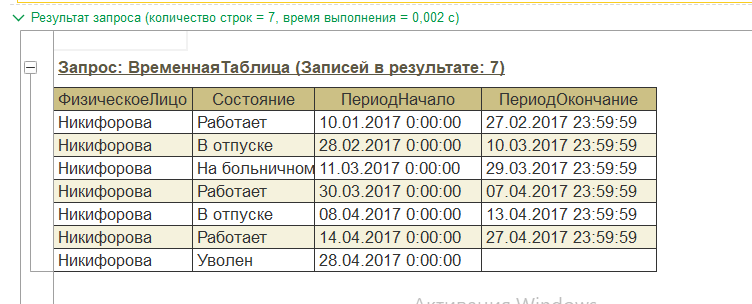 Результат запроса (количество строк = 7, время выполнения = 0,002 с)
Запрос: ВременнаяТаблица (Записей в результате: 7)
ФизическоеЛицо Состояние ПериодНачало ПериодОкончание
Никифорова Работает 10.01.2017 0:00:00 27.02.2017 23:59:59
Никифорова В отпуске 28.02.2017 0:00:00 10.03.2017 23:59:59
Никифорова На больничном 11.03.2017 0:00:00 29.03.2017 23:59:59
Никифорова Работает 30.03.2017 0:00:00 07.04.2017 23:59:59
Никифорова В отпуске 08.04.2017 0:00:00 13.04.2017 23:59:59
Никифорова Работает 14.04.2017 0:00:00 27.04.2017 23:59:59
Никифорова Уволен 28.04.2017 0:00:00
Активация Windows